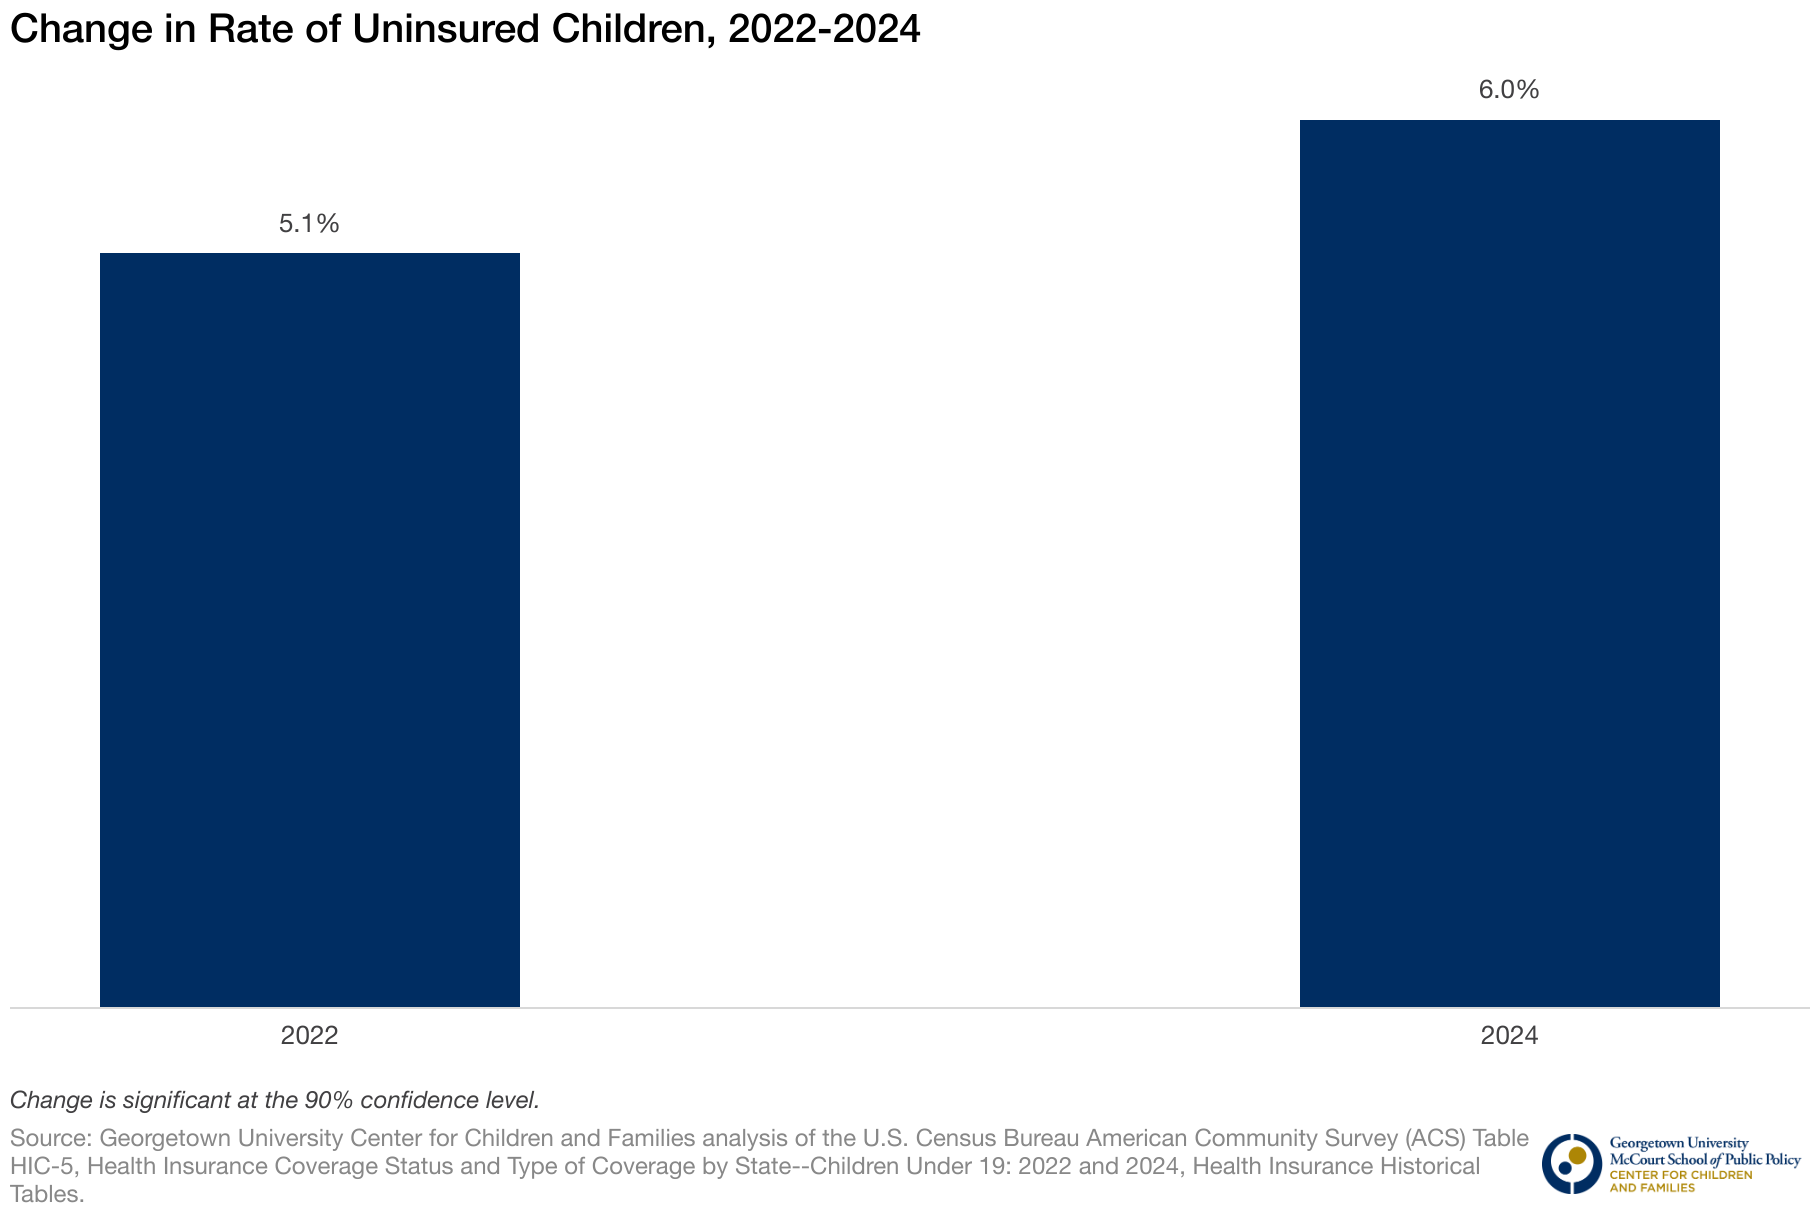 Change in Rate of Uninsured Children, 2022-2024
6.0%
5.1%
2022
2024
Change is significant at the 90% confidence level.
Source: Georgetown University Center for Children and Families analysis of the U.S. Census Bureau American Community Survey (ACS) Table
HIC-5, Health Insurance Coverage Status and Type of Coverage by State--Children Under 19: 2022 and 2024, Health Insurance Historical
Tables.
Georgetown University
McCourt School of Public Policy
CENTER FOR CHILDREN
AND FAMILIES